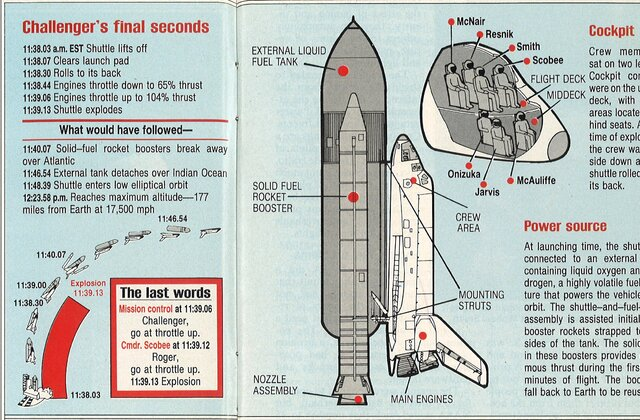 Challenger's final seconds
11:38.03 a.m. EST Shuttle lifts off
11:38.07 Clears launch pad
11:38.30 Rolls to its back
11:38.44 Engines throttle down to 65% thrust
11:39.06 Engines throttle up to 104% thrust
11:39.13 Shuttle explodes
What would have followed—
11:40.07 Solid–fuel rocket boosters break away
over Atlantic
11:46.54 External tank detaches over Indian Ocean
11:48.39 Shuttle enters low elliptical orbit
12:23.58 p.m. Reaches maximum altitude—177
miles from Earth at 17,500 mph
11:46.54
11:40.07
11:39.00
11:38.30
Explosion
11:39.13
11:38.03
The last words
Mission control at 11:39.06
Challenger,
go at throttle up.
Cmdr. Scobee at 11:39.12
Roger,
go at throttle up.
11:39.13 Explosion
EXTERNAL LIQUID
FUEL TANK
SOLID FUEL
ROCKET
BOOSTER
NOZZLE
ASSEMBLY
MAIN ENGINES
MOUNTING
STRUTS
CREW
AREA
McNair
Resnik
Smith
Scobee
FLIGHT DECK
MIDDECK
Onizuka
Jarvis
McAuliffe
Cockpit
Crew mem
sat on two le
Cockpit con
were on the u
deck, with
areas locate
hind seats. A
time of explo
the crew wa
side down a
shuttle rolled
its back.
Power source
At launching time, the shut
connected to an external
containing liquid oxygen a
drogen, a highly volatile fuel
ture that powers the vehicle
orbit. The shuttle–and–fuel–
assembly is assisted initial
booster rockets strapped t
sides of the tank. The solid
in these boosters provides
mous thrust during the firs
minutes of flight. The boo
fall back to Earth to be reus